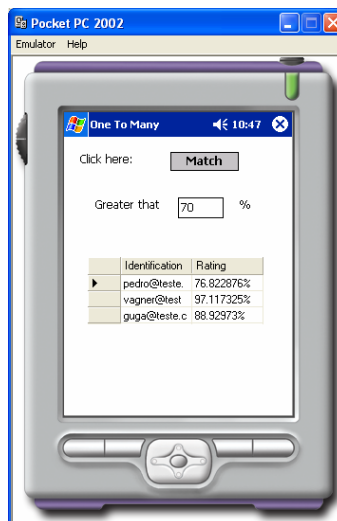 Pocket PC 2002
Emulator Help
One To Many 10:47
Click here: Match
Greater that 70 %
Identification Rating
pedro@teste. 76.822876%
vagner@test 97.117325%
guga@teste.c 88.92973%